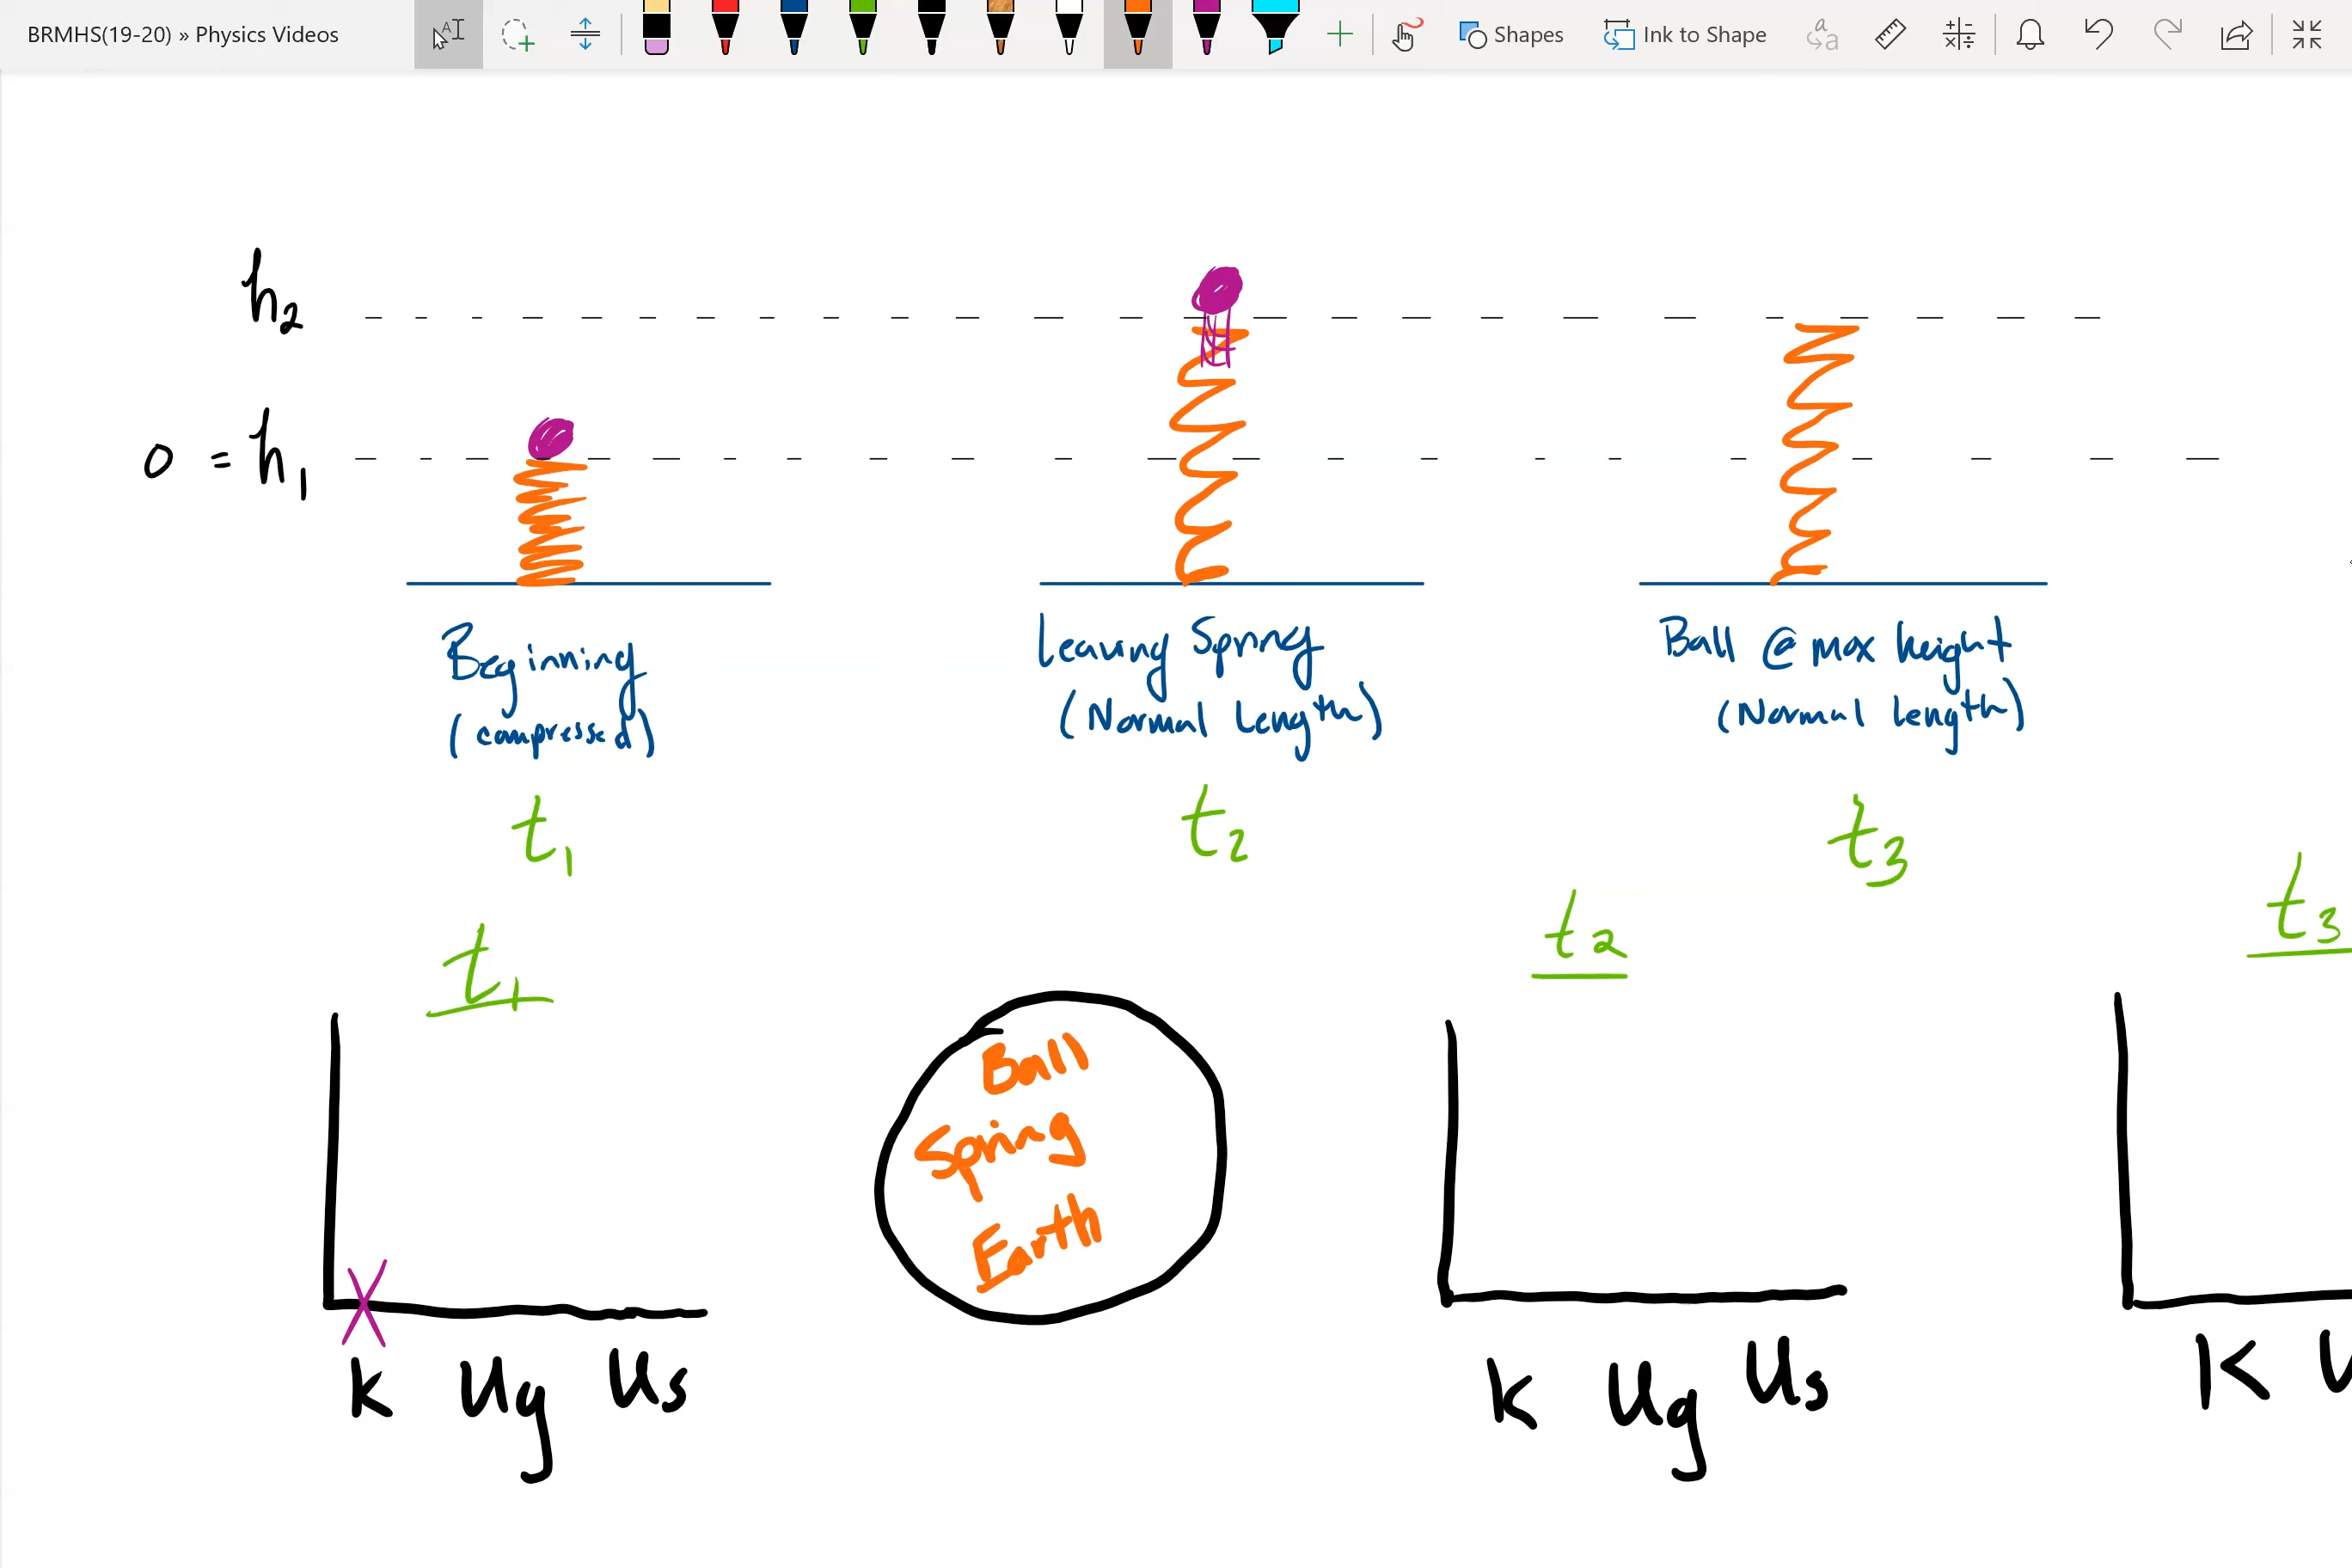 BRMHS(19-20) » Physics Videos
Shapes
Ink to Shape
h2
0 = h1
Beginning
(compressed)
Leaving Spring
(Normal Length)
Ball @ max height
(Normal Length)
t1
t2
t3
t1
t2
t3
Ball
Spring
Earth
K Ug Us
K Ug Us
K U